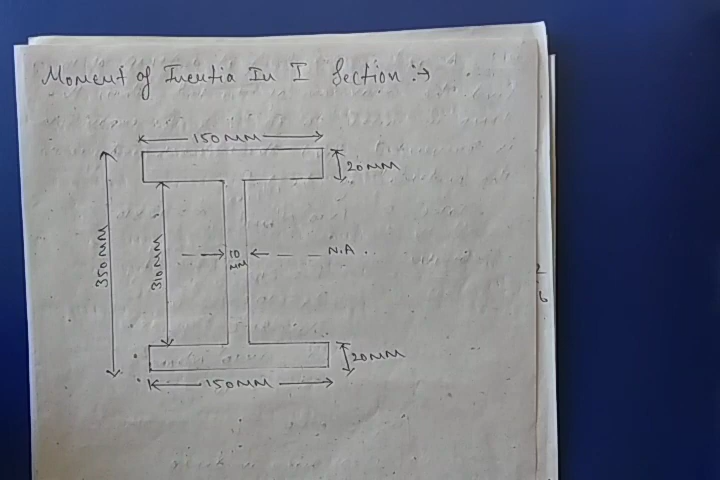 Moment of Inertia In I Section :→
150 MM
20 MM
350 MM
310 MM
10 MM
N.A.
20 MM
150 MM